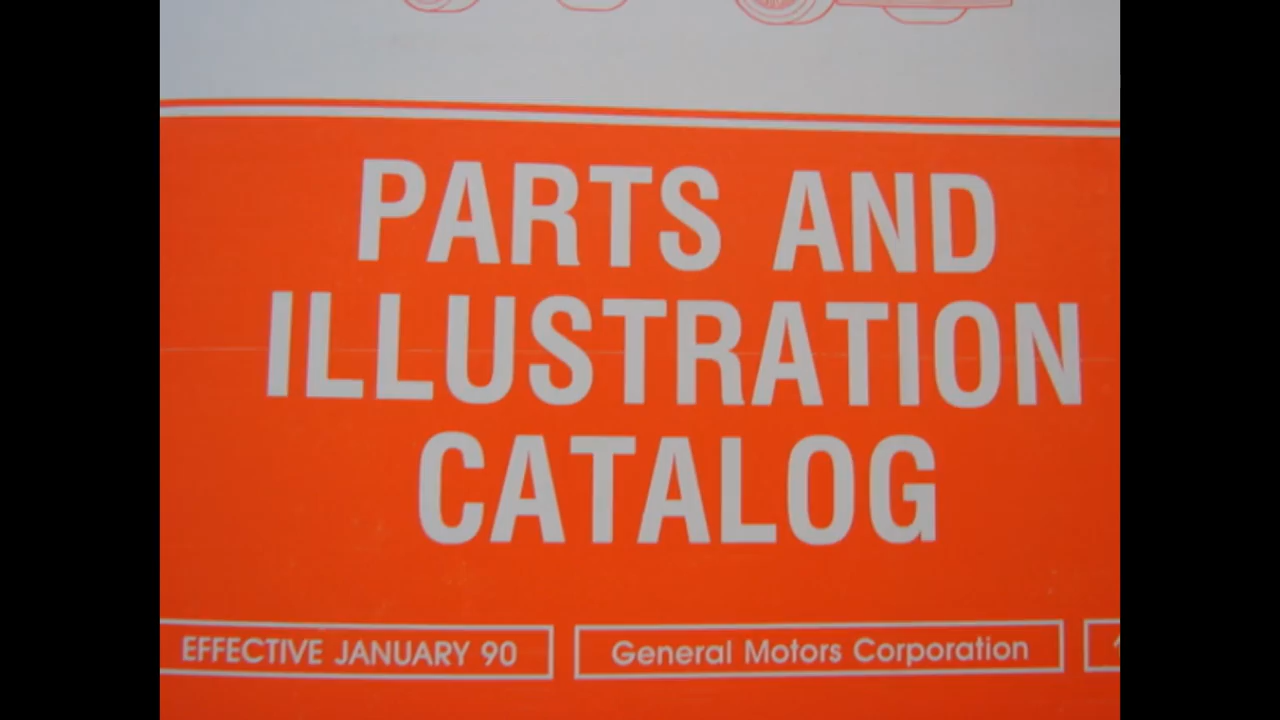 PARTS AND
ILLUSTRATION
CATALOG
EFFECTIVE JANUARY 90
General Motors Corporation